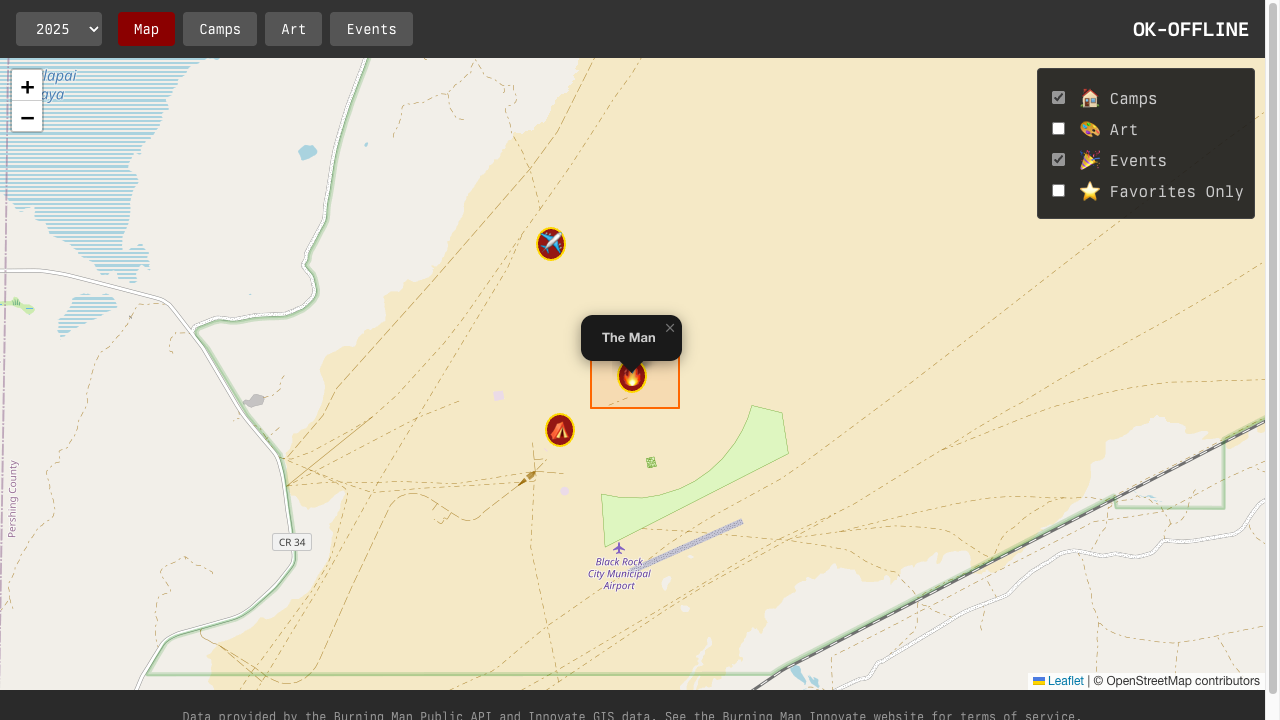 2025
Map
Camps
Art
Events
OK-OFFLINE
+
−
lapai
aya
Camps
Art
Events
Favorites Only
The Man ×
Pershing County
CR 34
Black Rock
City Municipal
Airport
Leaflet | © OpenStreetMap contributors
Data provided by the Burning Man Public API and Innovate GIS data. See the Burning Man Innovate website for terms of service.